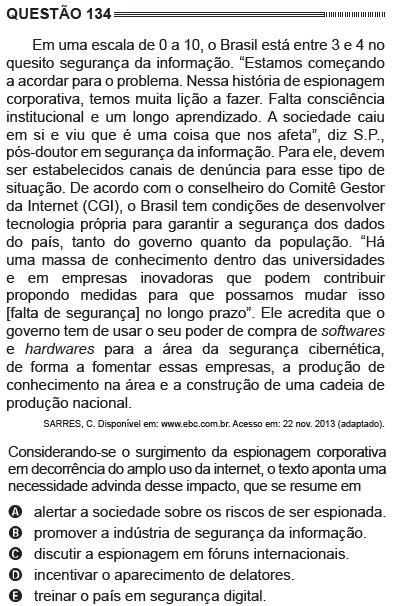 QUESTÃO 134
Em uma escala de 0 a 10, o Brasil está entre 3 e 4 no
quesito segurança da informação. “Estamos começando
a acordar para o problema. Nessa história de espionagem
corporativa, temos muita lição a fazer. Falta consciência
institucional e um longo aprendizado. A sociedade caiu
em si e viu que é uma coisa que nos afeta”, diz S.P.,
pós-doutor em segurança da informação. Para ele, devem
ser estabelecidos canais de denúncia para esse tipo de
situação. De acordo com o conselheiro do Comitê Gestor
da Internet (CGI), o Brasil tem condições de desenvolver
tecnologia própria para garantir a segurança dos dados
do país, tanto do governo quanto da população. “Há
uma massa de conhecimento dentro das universidades
e em empresas inovadoras que podem contribuir
propondo medidas para que possamos mudar isso
[falta de segurança] no longo prazo”. Ele acredita que o
governo tem de usar o seu poder de compra de softwares
e hardwares para a área da segurança cibernética,
de forma a fomentar essas empresas, a produção de
conhecimento na área e a construção de uma cadeia de
produção nacional.
SARRES, C. Disponível em: www.ebc.com.br. Acesso em: 22 nov. 2013 (adaptado).
Considerando-se o surgimento da espionagem corporativa
em decorrência do amplo uso da internet, o texto aponta uma
necessidade advinda desse impacto, que se resume em
A alertar a sociedade sobre os riscos de ser espionada.
B promover a indústria de segurança da informação.
C discutir a espionagem em fóruns internacionais.
D incentivar o aparecimento de delatores.
E treinar o país em segurança digital.